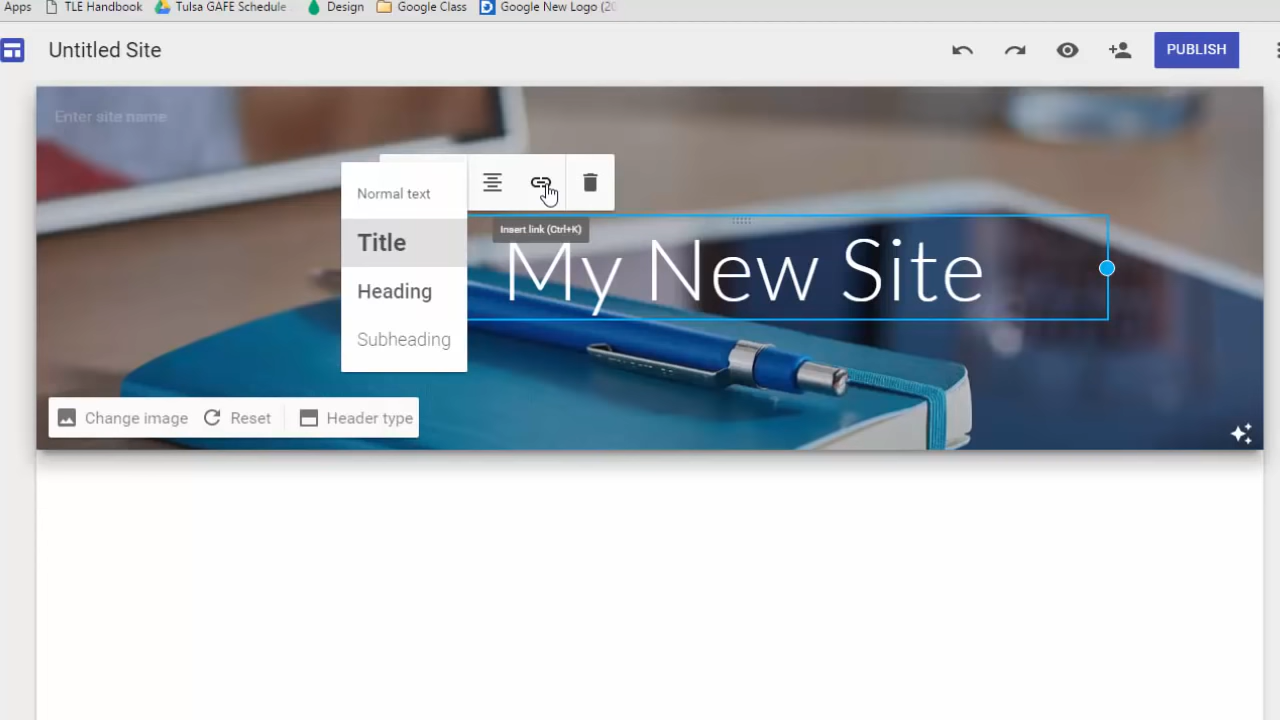 Apps TLE Handbook Tulsa GAFE Schedule Design Google Class Google New Logo (20
Untitled Site
PUBLISH
Enter site name
Normal text
Insert link (Ctrl+K)
Title
My New Site
Heading
Subheading
Change image Reset Header type